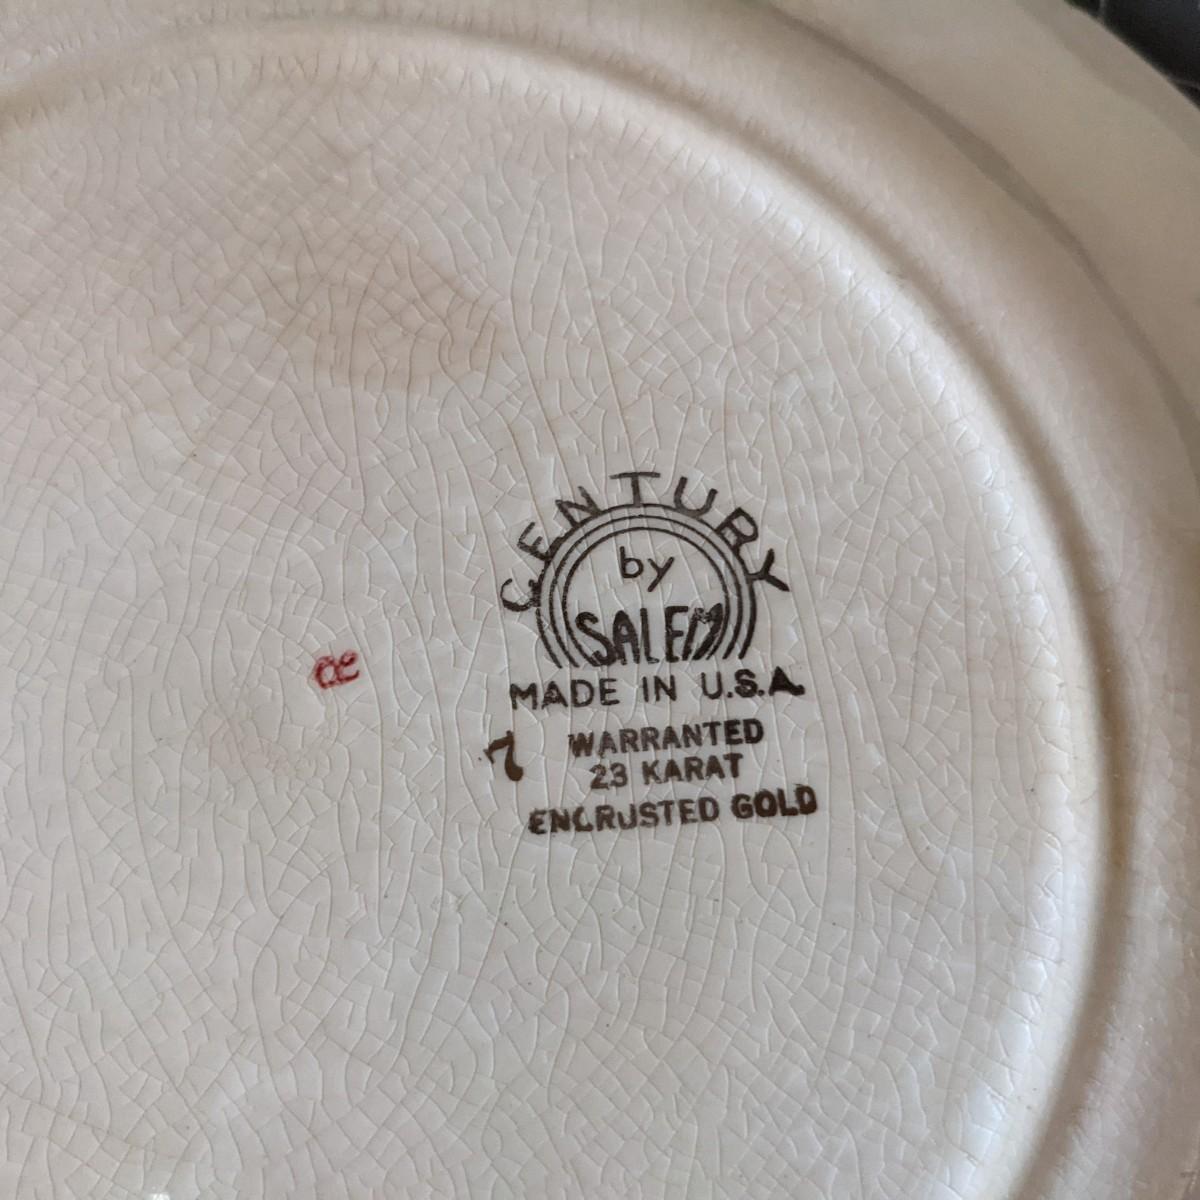 CENTURY
by
SALEM
MADE IN U.S.A.
7
WARRANTED
23 KARAT
ENCRUSTED GOLD